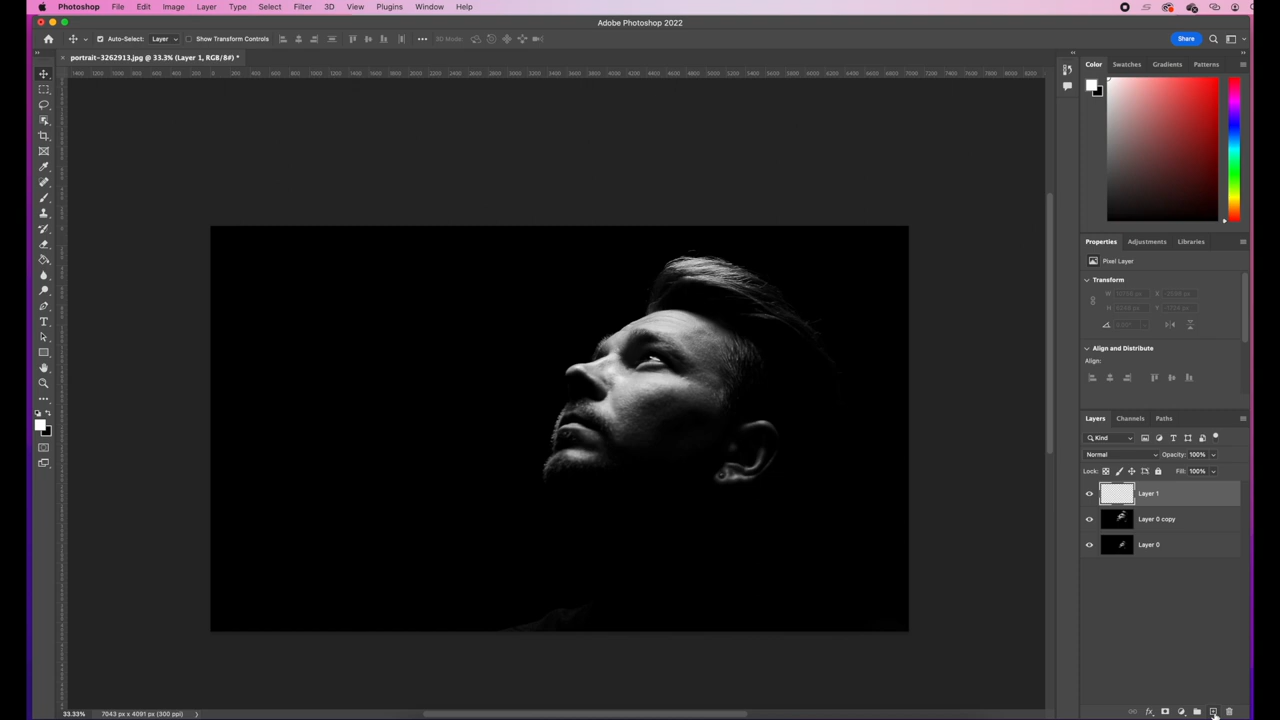 Photoshop File Edit Image Layer Type Select Filter 3D View Plugins Window Help
Adobe Photoshop 2022
Auto-Select: Layer Show Transform Controls 3D Mode: Share
portrait-3262913.jpg @ 33.3% (Layer 1, RGB/8#) *
Color Swatches Gradients Patterns
Properties Adjustments Libraries
Pixel Layer
Transform
W
X
H
Y
Align and Distribute
Align:
Layers Channels Paths
Kind
Normal Opacity: 100%
Lock: Fill: 100%
Layer 1
Layer 0 copy
Layer 0
33.33% 7043 px x 4091 px (300 ppi)